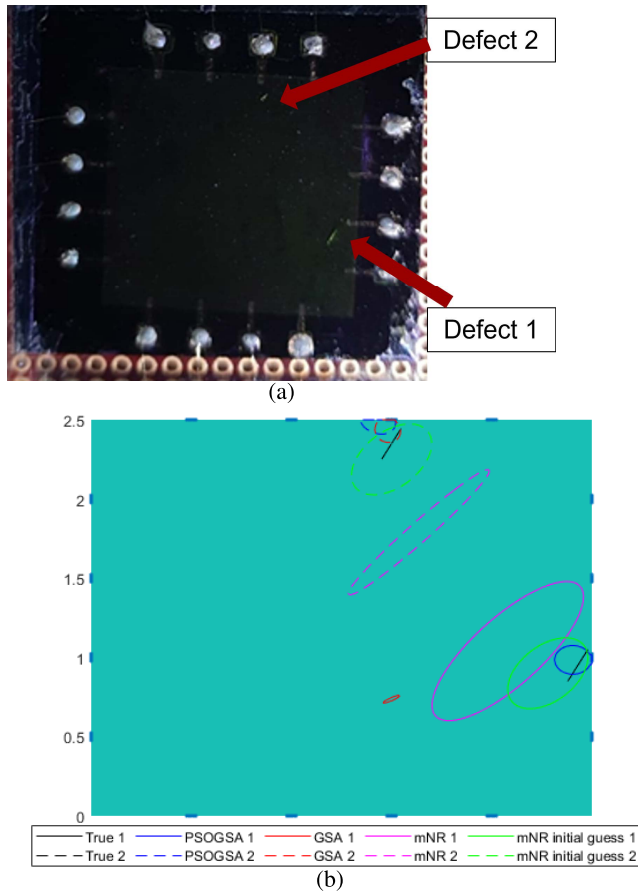 Defect 2
Defect 1
(a)
2.5
2
1.5
1
0.5
0
True 1 PSOGSA 1 GSA 1 mNR 1 mNR initial guess 1
True 2 PSOGSA 2 GSA 2 mNR 2 mNR initial guess 2
(b)